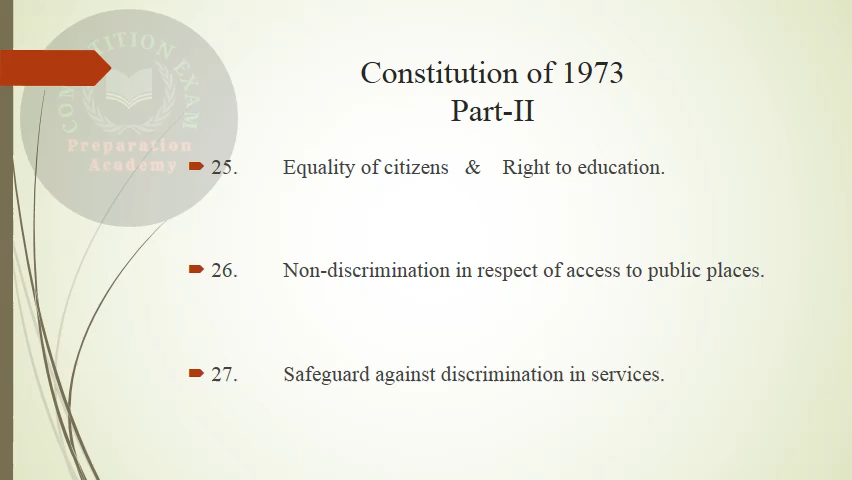 COMPETITION EXAM
Preparation
Academy
Constitution of 1973
Part-II
25. Equality of citizens & Right to education.
26. Non-discrimination in respect of access to public places.
27. Safeguard against discrimination in services.